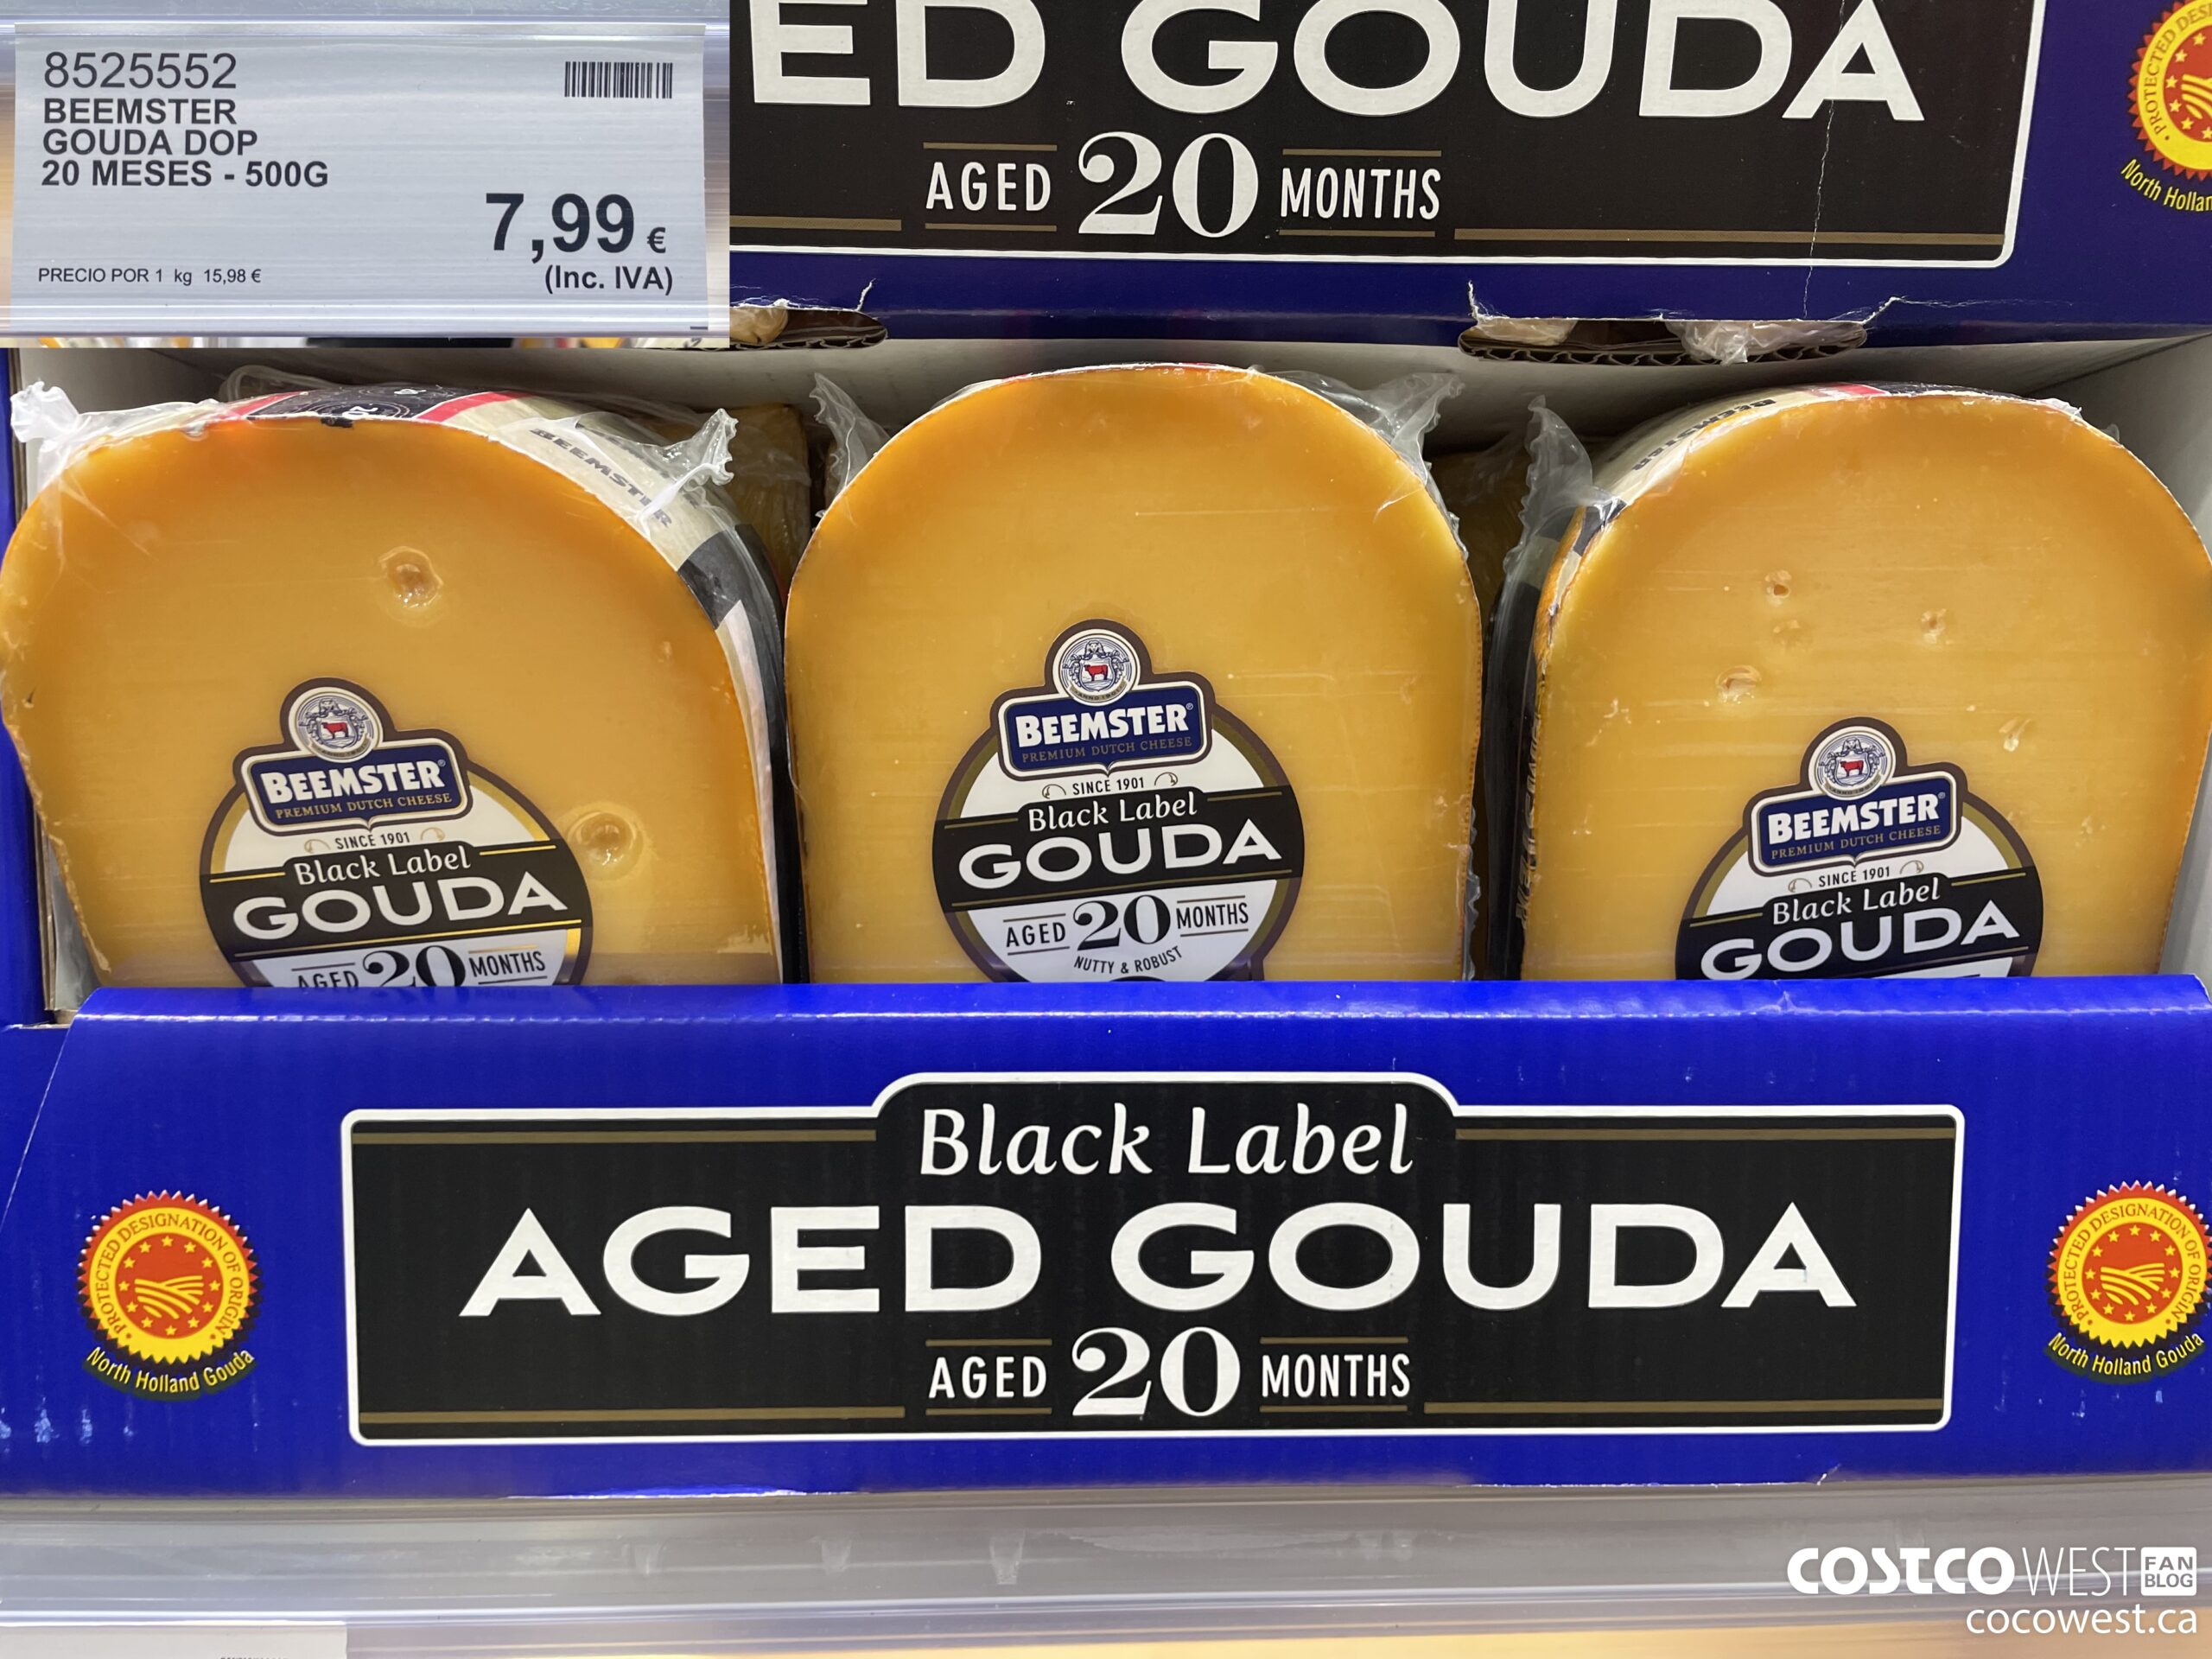 8525552
BEEMSTER
GOUDA DOP
20 MESES - 500G
7,99 €
(Inc. IVA)
PRECIO POR 1 kg 15,98 €
ED GOUDA
AGED 20 MONTHS
PROTECTED DESI
North Hollan
BEEMSTER
BEEMSTER
PREMIUM DUTCH CHEESE
SINCE 1901
Black Label
GOUDA
AGED 20 MONTHS
BEEMSTER®
PREMIUM DUTCH CHEESE
SINCE 1901
Black Label
GOUDA
AGED 20 MONTHS
NUTTY & ROBUST
BEEMSTER
BEEMSTER®
PREMIUM DUTCH CHEESE
SINCE 1901
Black Label
GOUDA
Black Label
AGED GOUDA
AGED 20 MONTHS
PROTECTED DESIGNATION OF ORIGIN
North Holland Gouda
PROTECTED DESIGNATION OF ORIGIN
North Holland Gouda
COSTCO WEST FAN BLOG
cocowest.ca